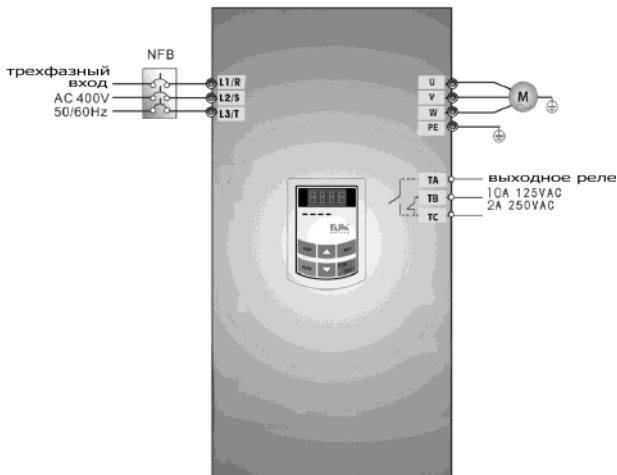 NFB
трехфазный
вход
AC 400V
50/60Hz
L1/R
L2/S
L3/T
U
V
W
PE
M
TA
TB
TC
выходное реле
10A 125VAC
2A 250VAC